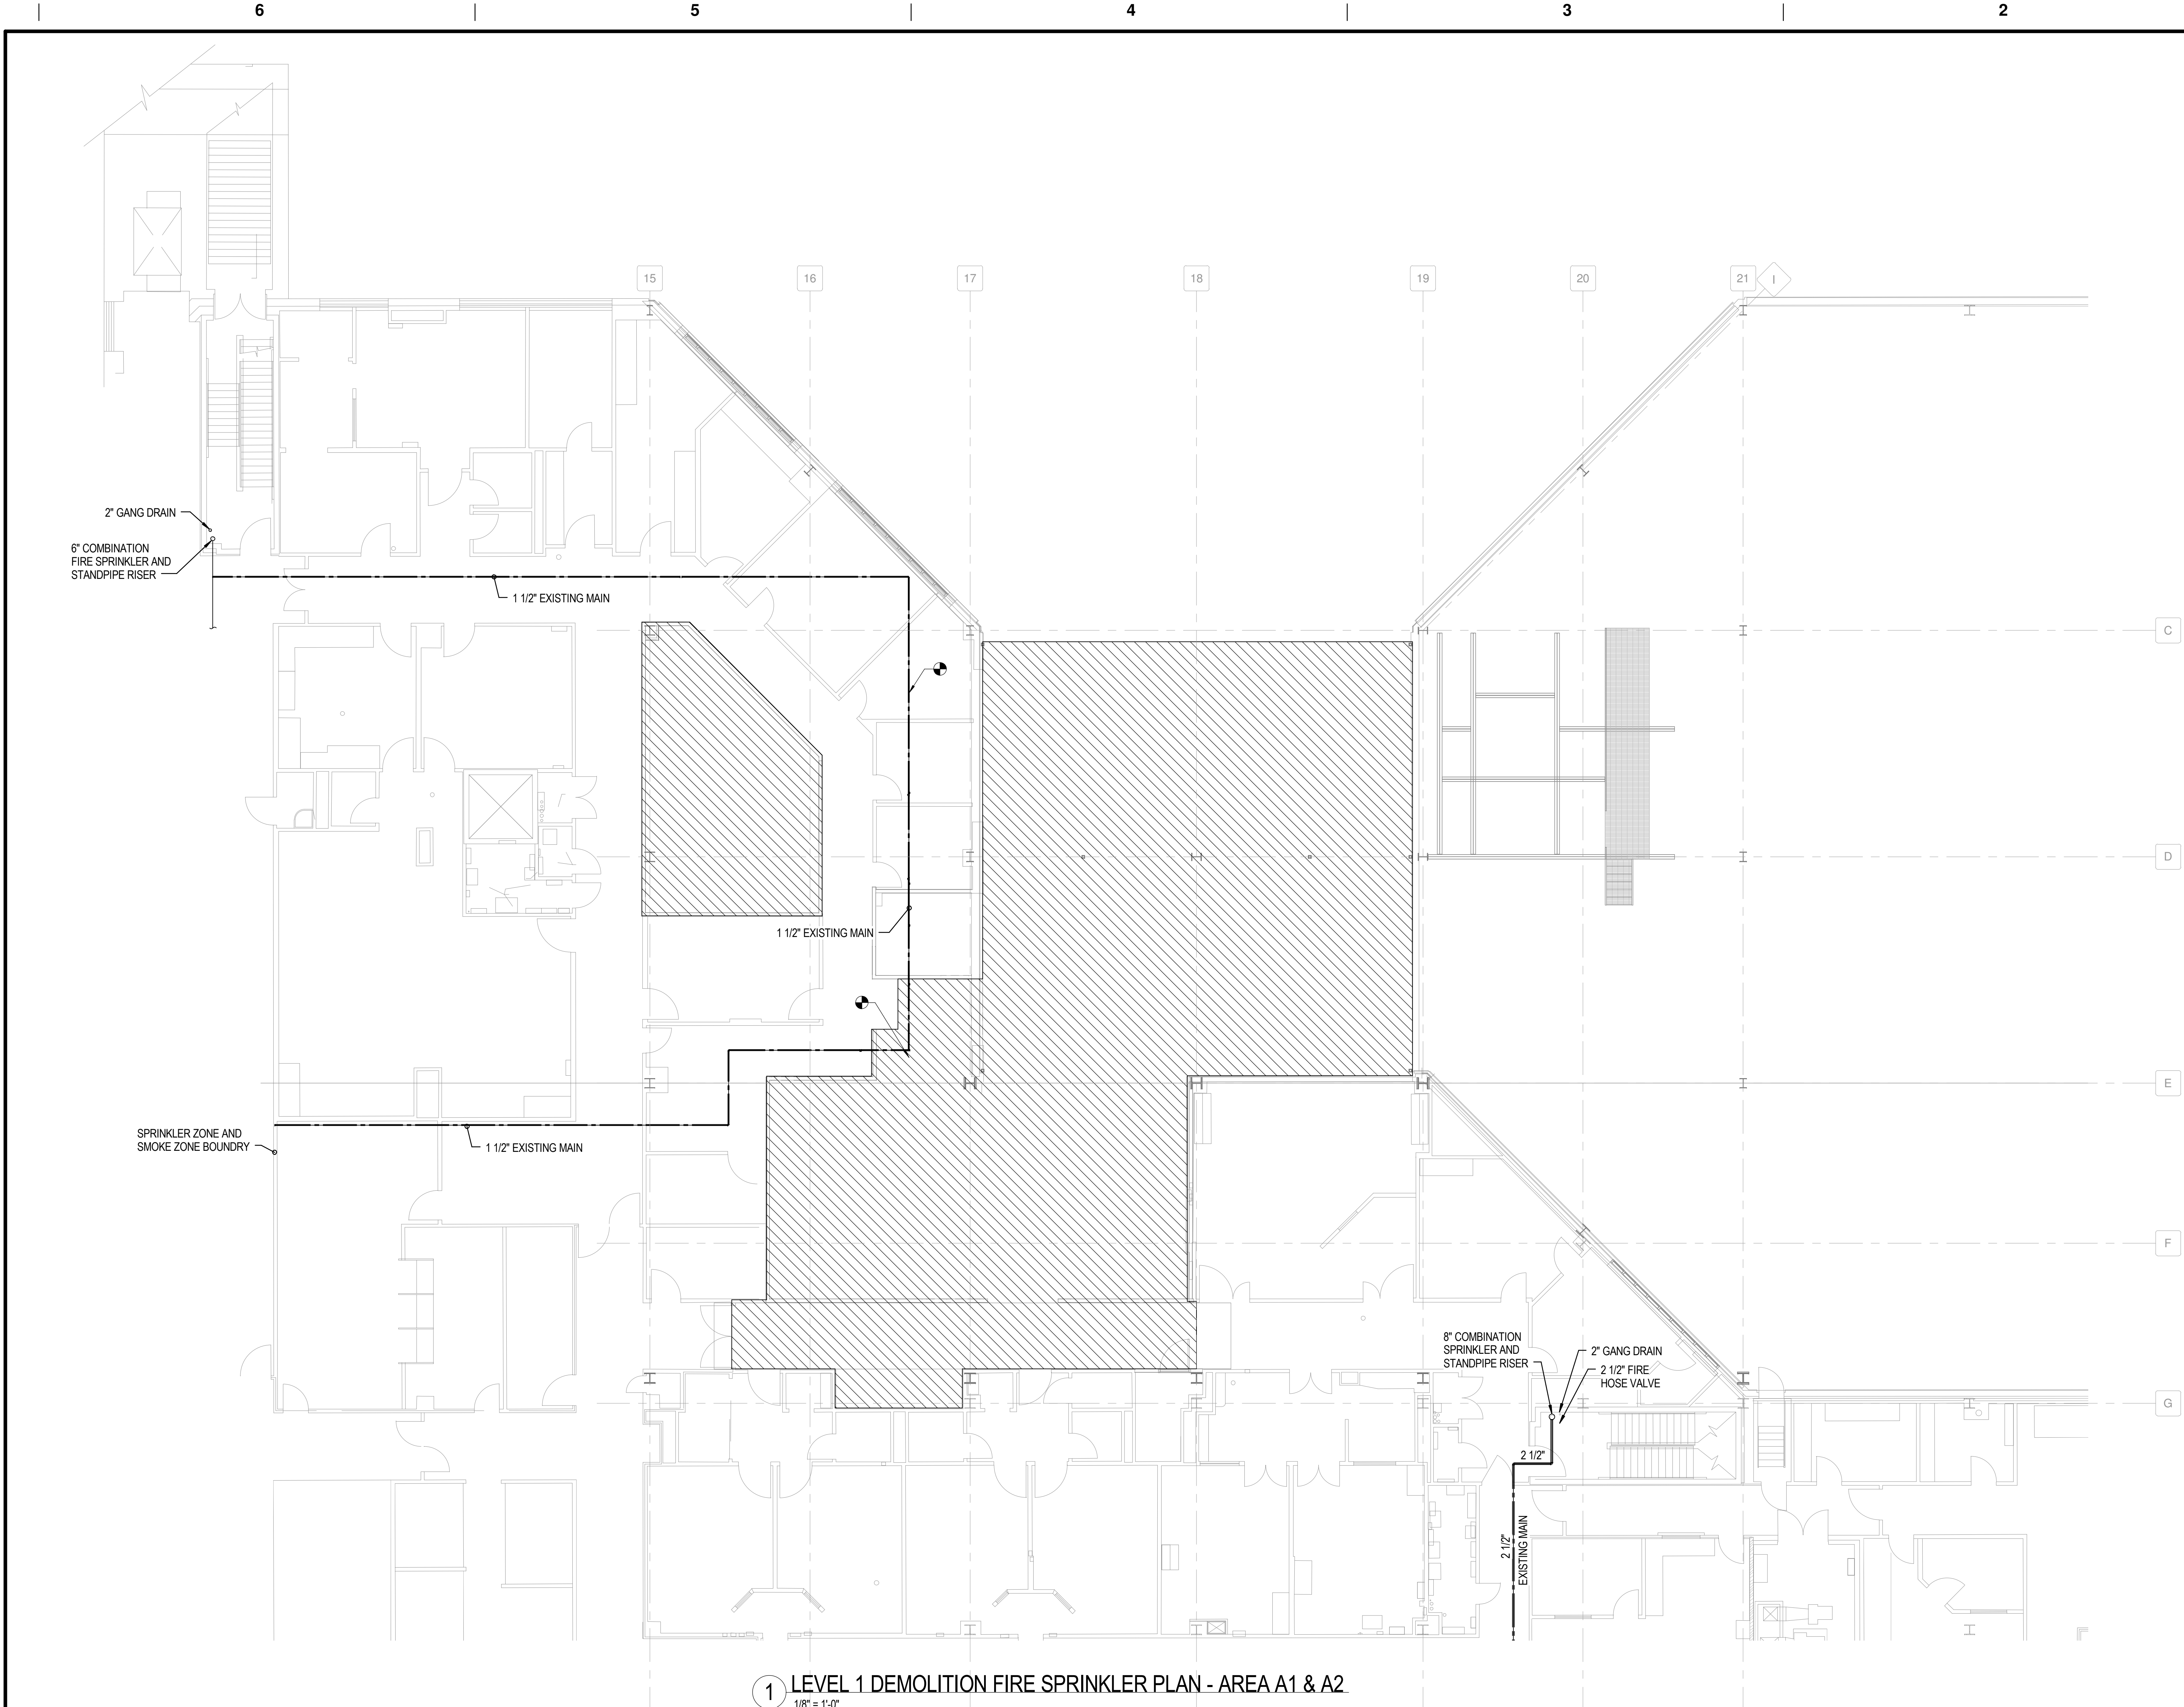 6 5 4 3 2
15 16 17 18 19 20 21 I
2" GANG DRAIN
6" COMBINATION
FIRE SPRINKLER AND
STANDPIPE RISER
1 1/2" EXISTING MAIN
C
D
1 1/2" EXISTING MAIN
E
SPRINKLER ZONE AND
SMOKE ZONE BOUNDRY
1 1/2" EXISTING MAIN
F
8" COMBINATION
SPRINKLER AND
STANDPIPE RISER
2" GANG DRAIN
2 1/2" FIRE
HOSE VALVE
G
2 1/2"
2 1/2"
EXISTING MAIN
1 LEVEL 1 DEMOLITION FIRE SPRINKLER PLAN - AREA A1 & A2
1/8" = 1'-0"